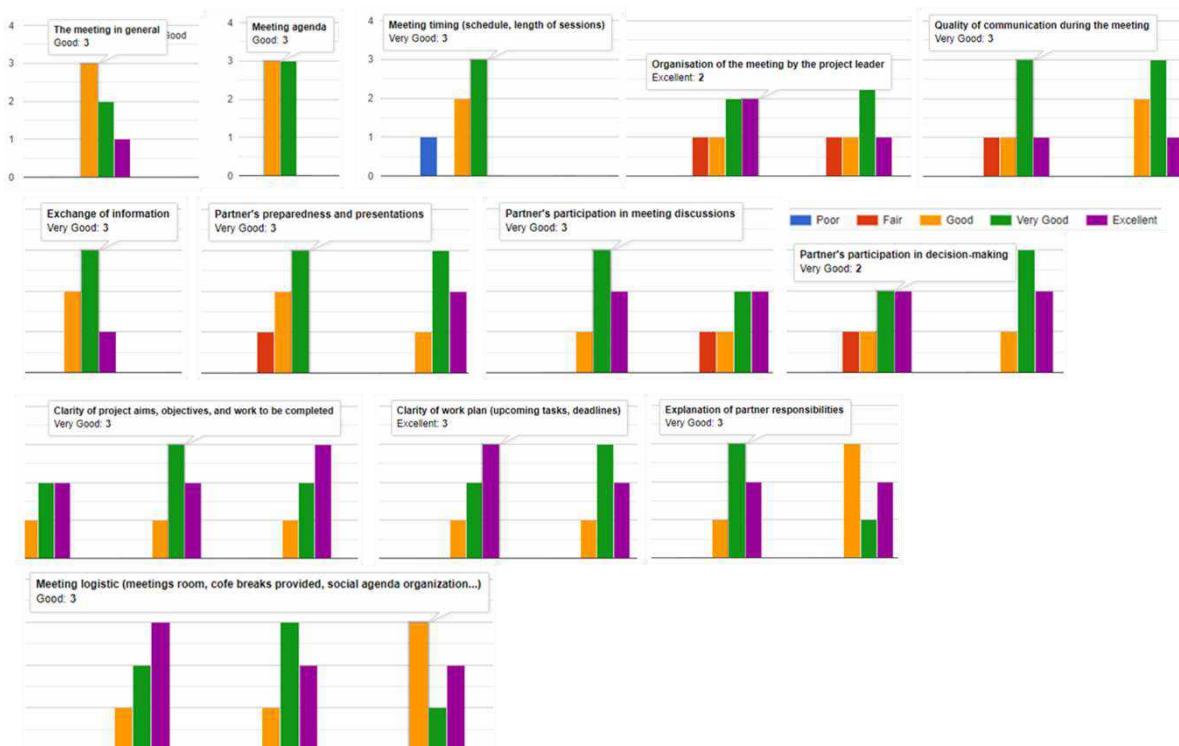 4
The meeting in general
Good: 3
ood
3
2
1
0
4
Meeting agenda
Good: 3
3
2
1
0
4
Meeting timing (schedule, length of sessions)
Very Good: 3
3
2
1
0
Organisation of the meeting by the project leader
Excellent: 2
Quality of communication during the meeting
Very Good: 3
Exchange of information
Very Good: 3
Partner's preparedness and presentations
Very Good: 3
Partner's participation in meeting discussions
Very Good: 3
Poor Fair Good Very Good Excellent
Partner's participation in decision-making
Very Good: 2
Clarity of project aims, objectives, and work to be completed
Very Good: 3
Clarity of work plan (upcoming tasks, deadlines)
Excellent: 3
Explanation of partner responsibilities
Very Good: 3
Meeting logistic (meetings room, cofe breaks provided, social agenda organization...)
Good: 3